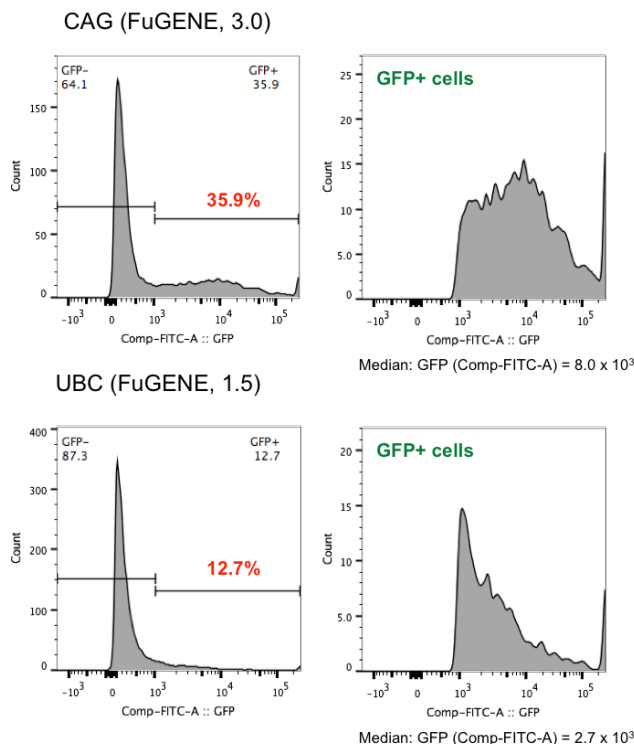 CAG (FuGENE, 3.0)
GFP-
64.1
GFP+
35.9
35.9%
150
100
50
0
Count
-10³ 0 10³ 10⁴ 10⁵
Comp-FITC-A :: GFP
GFP+ cells
25
20
15
10
5.0
0
Count
-10³ 0 10³ 10⁴ 10⁵
Comp-FITC-A :: GFP
Median: GFP (Comp-FITC-A) = 8.0 x 10³
UBC (FuGENE, 1.5)
GFP-
87.3
GFP+
12.7
12.7%
400
300
200
100
0
Count
-10³ 0 10³ 10⁴ 10⁵
Comp-FITC-A :: GFP
GFP+ cells
20
15
10
5.0
0
Count
-10³ 0 10³ 10⁴ 10⁵
Comp-FITC-A :: GFP
Median: GFP (Comp-FITC-A) = 2.7 x 10³